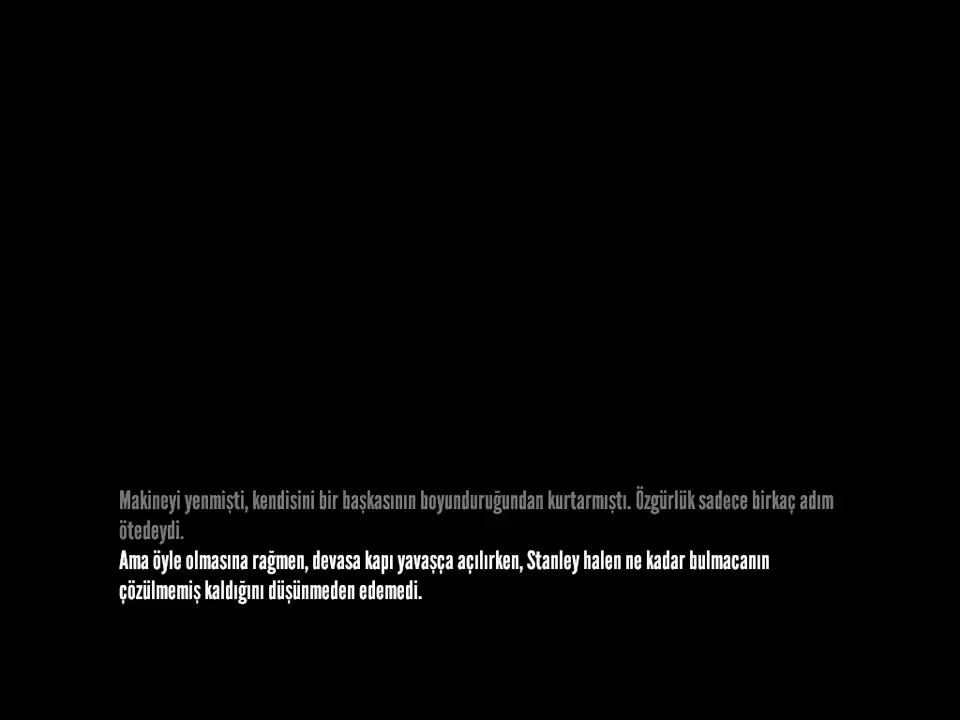 Makineyi yenmişti, kendisini bir başkasının boyunduruğundan kurtarmıştı. Özgürlük sadece birkaç adım
ötedeydi.
Ama öyle olmasına rağmen, devasa kapı yavaşça açılırken, Stanley halen ne kadar bulmacanın
çözülmemiş kaldığını düşünmeden edemedi.